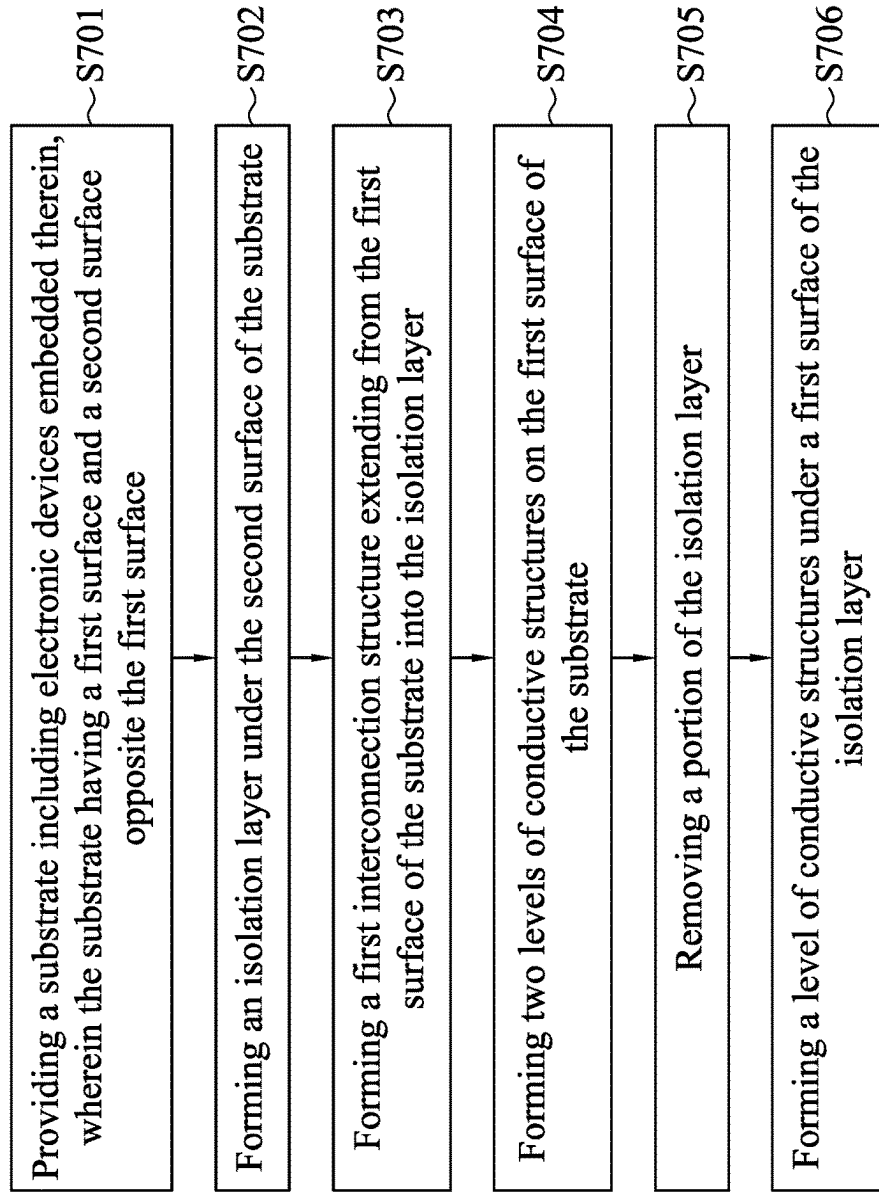 Providing a substrate including electronic devices embedded therein,
wherein the substrate having a first surface and a second surface
opposite the first surface
S701
Forming an isolation layer under the second surface of the substrate
S702
Forming a first interconnection structure extending from the first
surface of the substrate into the isolation layer
S703
Forming two levels of conductive structures on the first surface of
the substrate
S704
Removing a portion of the isolation layer
S705
Forming a level of conductive structures under a first surface of the
isolation layer
S706